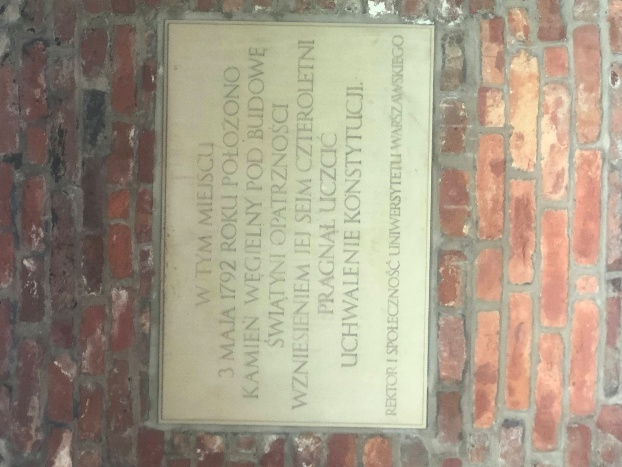 W TYM MIEJSCU
3 MAJA 1792 ROKU POŁOŻONO
KAMIEŃ WĘGIELNY POD BUDOWĘ
ŚWIĄTYNI OPATRZNOŚCI
WZNIESIENIEM JEJ SEJM CZTEROLETNI
PRAGNĄŁ UCZCIĆ
UCHWALENIE KONSTYTUCJI.
REKTOR I SPOŁECZNOŚĆ UNIWERSYTETU WARSZAWSKIEGO